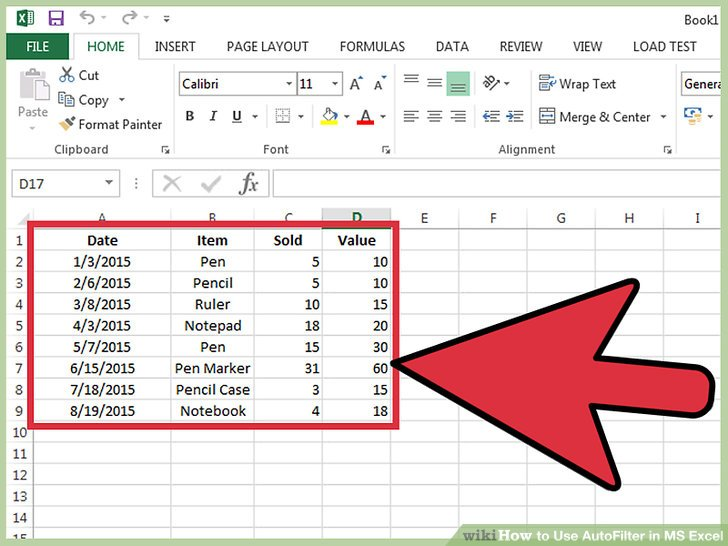 Book1
FILE HOME INSERT PAGE LAYOUT FORMULAS DATA REVIEW VIEW LOAD TEST
Paste
Cut
Copy
Format Painter
Clipboard
Calibri 11
B I U
Font
Wrap Text
Merge & Center
Alignment
General
D17 fx
A B C D E F G H I
1 Date Item Sold Value
2 1/3/2015 Pen 5 10
3 2/6/2015 Pencil 5 10
4 3/8/2015 Ruler 10 15
5 4/3/2015 Notepad 18 20
6 5/7/2015 Pen 15 30
7 6/15/2015 Pen Marker 31 60
8 7/18/2015 Pencil Case 3 15
9 8/19/2015 Notebook 4 18
10
11
12
13
14
15
wikiHow to Use AutoFilter in MS Excel